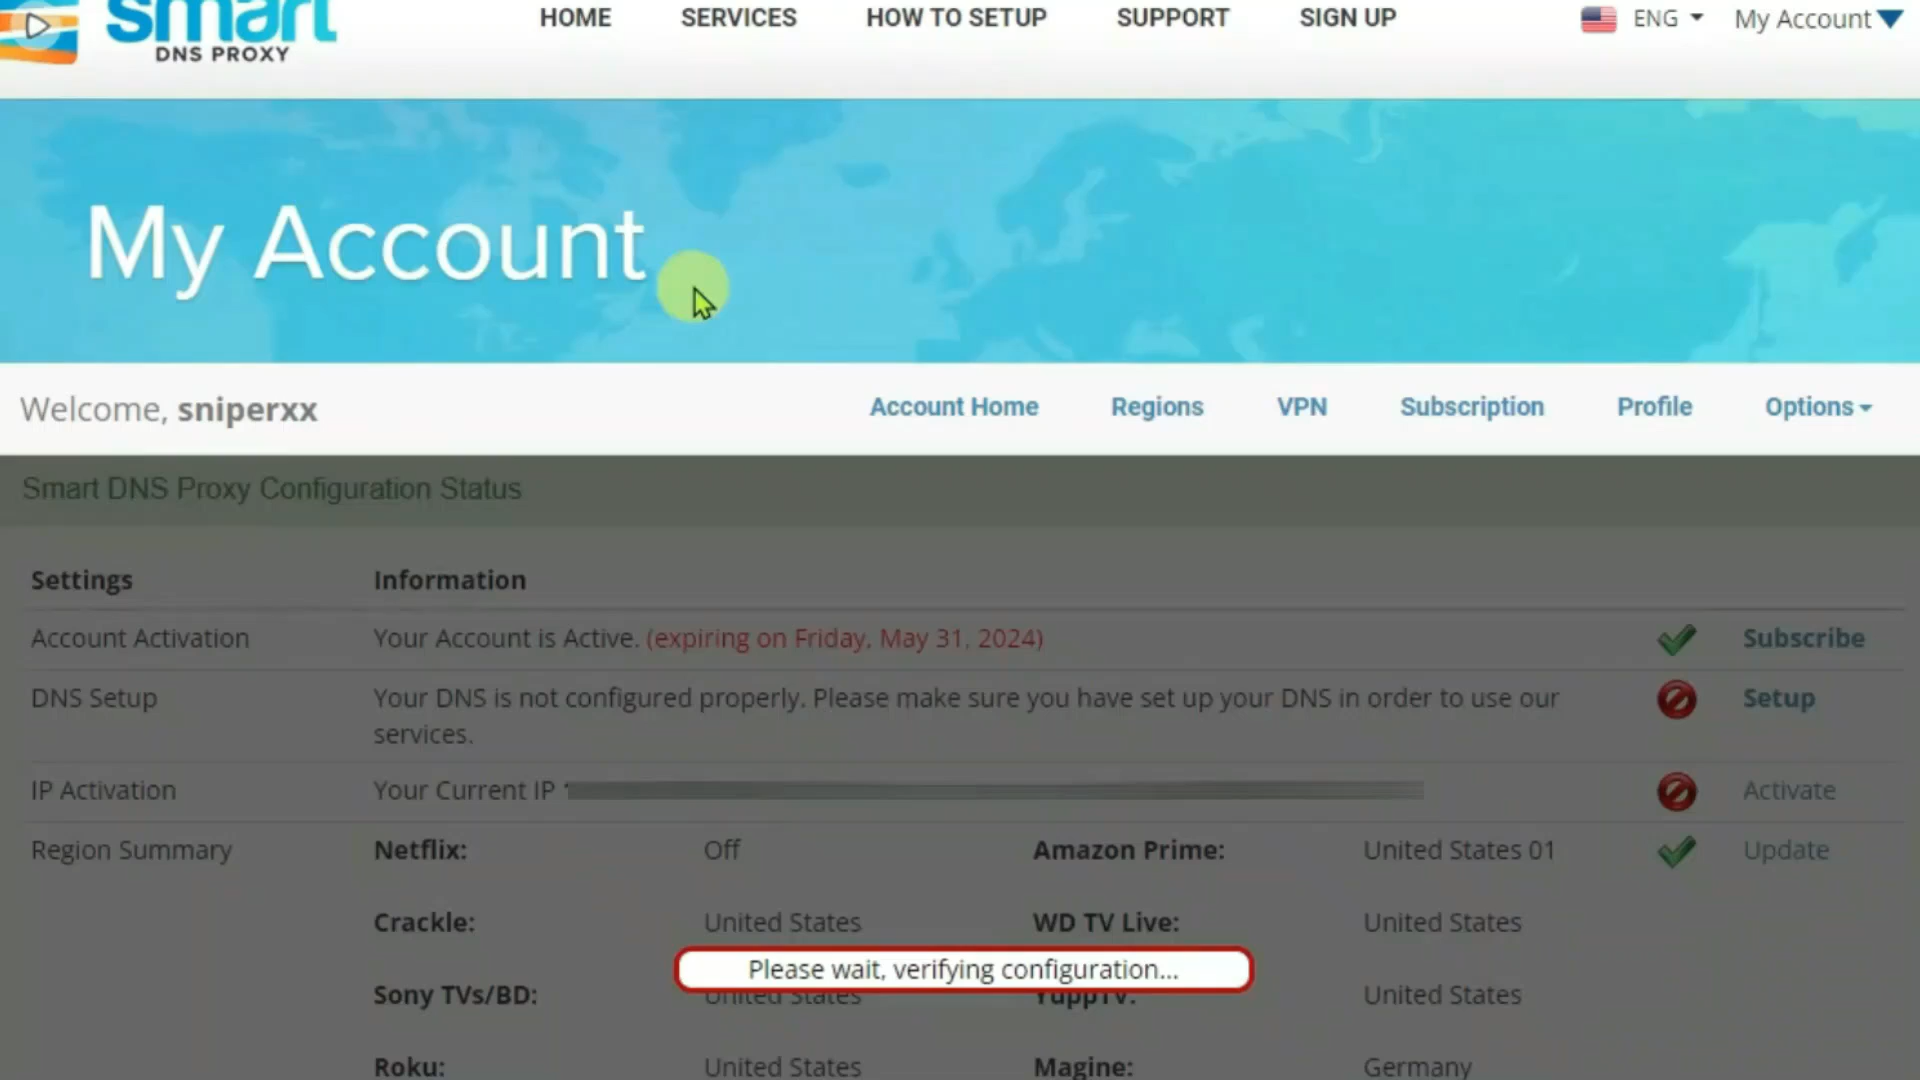 smart
DNS PROXY
HOME SERVICES HOW TO SETUP SUPPORT SIGN UP ENG My Account
My Account
Welcome, sniperxx
Account Home Regions VPN Subscription Profile Options
Smart DNS Proxy Configuration Status
Settings Information
Account Activation Your Account is Active. (expiring on Friday, May 31, 2024) Subscribe
DNS Setup Your DNS is not configured properly. Please make sure you have set up your DNS in order to use our Setup
services.
IP Activation Your Current IP Activate
Region Summary Netflix: Off Amazon Prime: United States 01 Update
Crackle: United States WD TV Live: United States
Please wait, verifying configuration...
Sony TVs/BD: United States YuppTV: United States
Roku: United States Magine: Germany